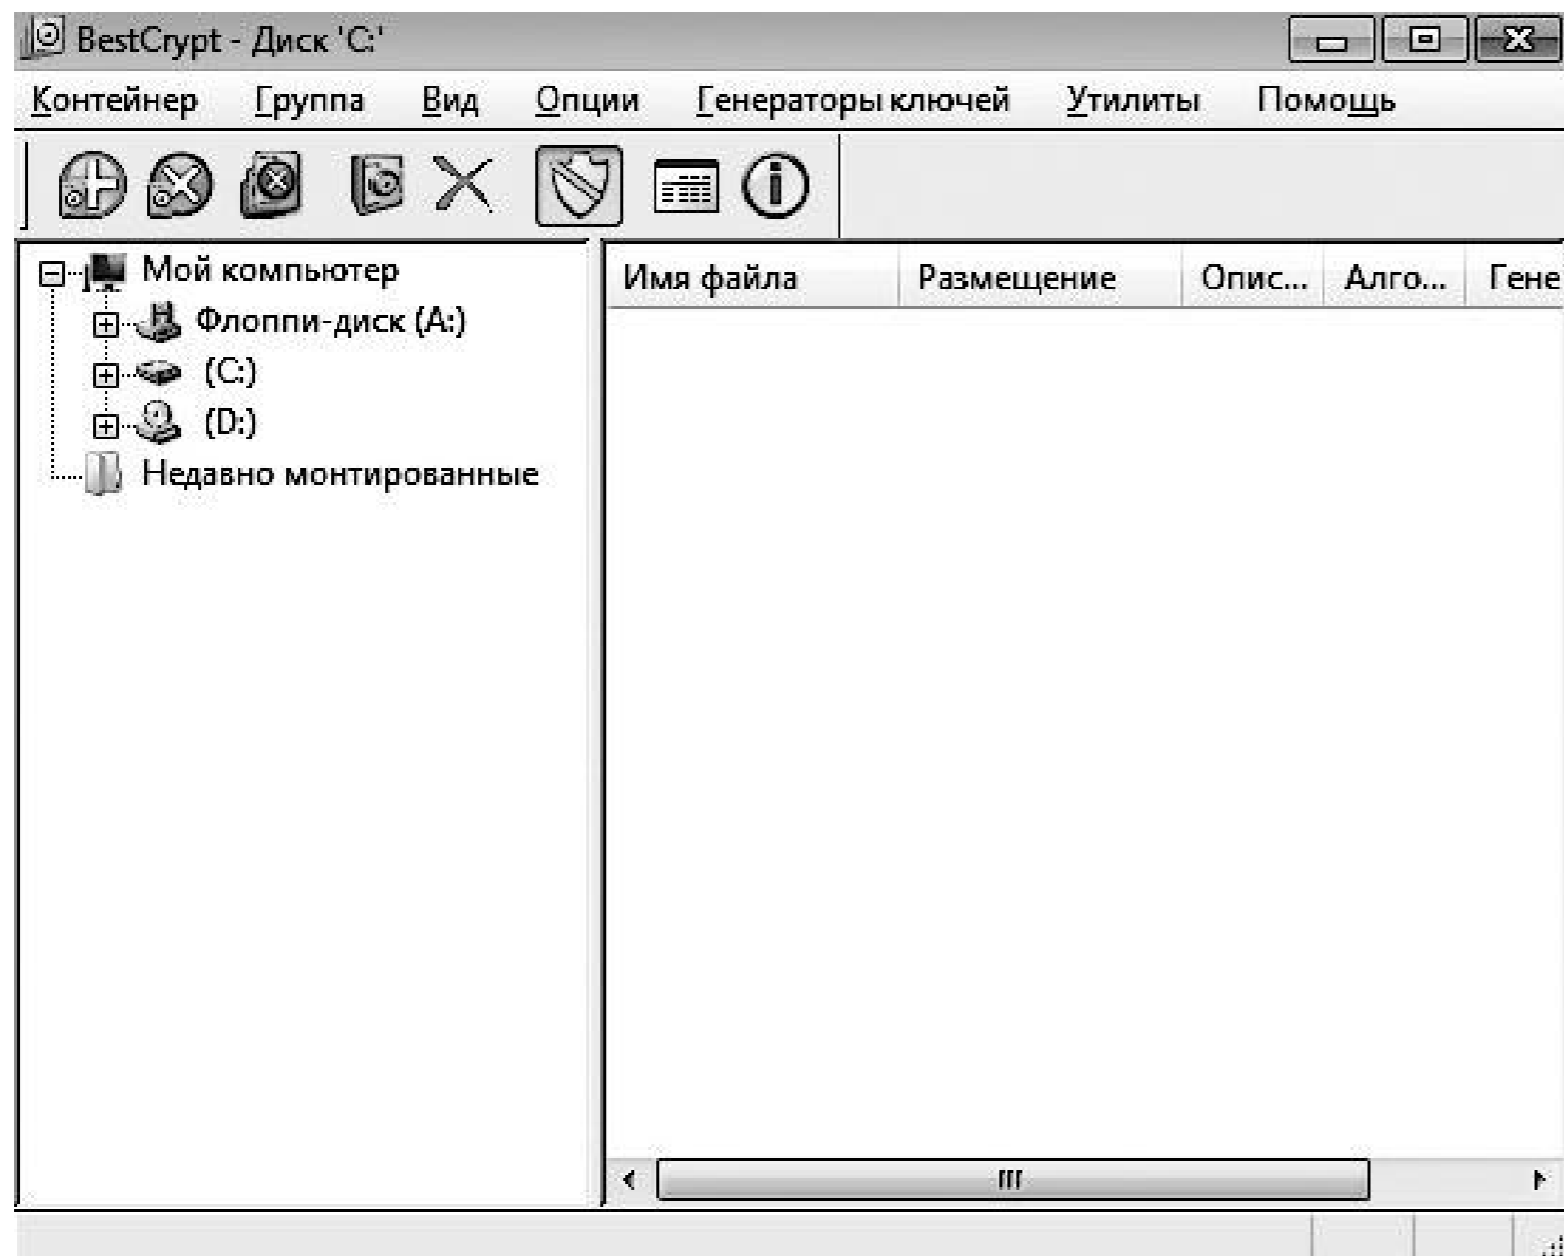 BestCrypt - Диск 'C:'
Контейнер Группа Вид Опции Генераторы ключей Утилиты Помощь
Мой компьютер
Флоппи-диск (A:)
(C:)
(D:)
Недавно монтированные
Имя файла Размещение Опис... Алго... Гене